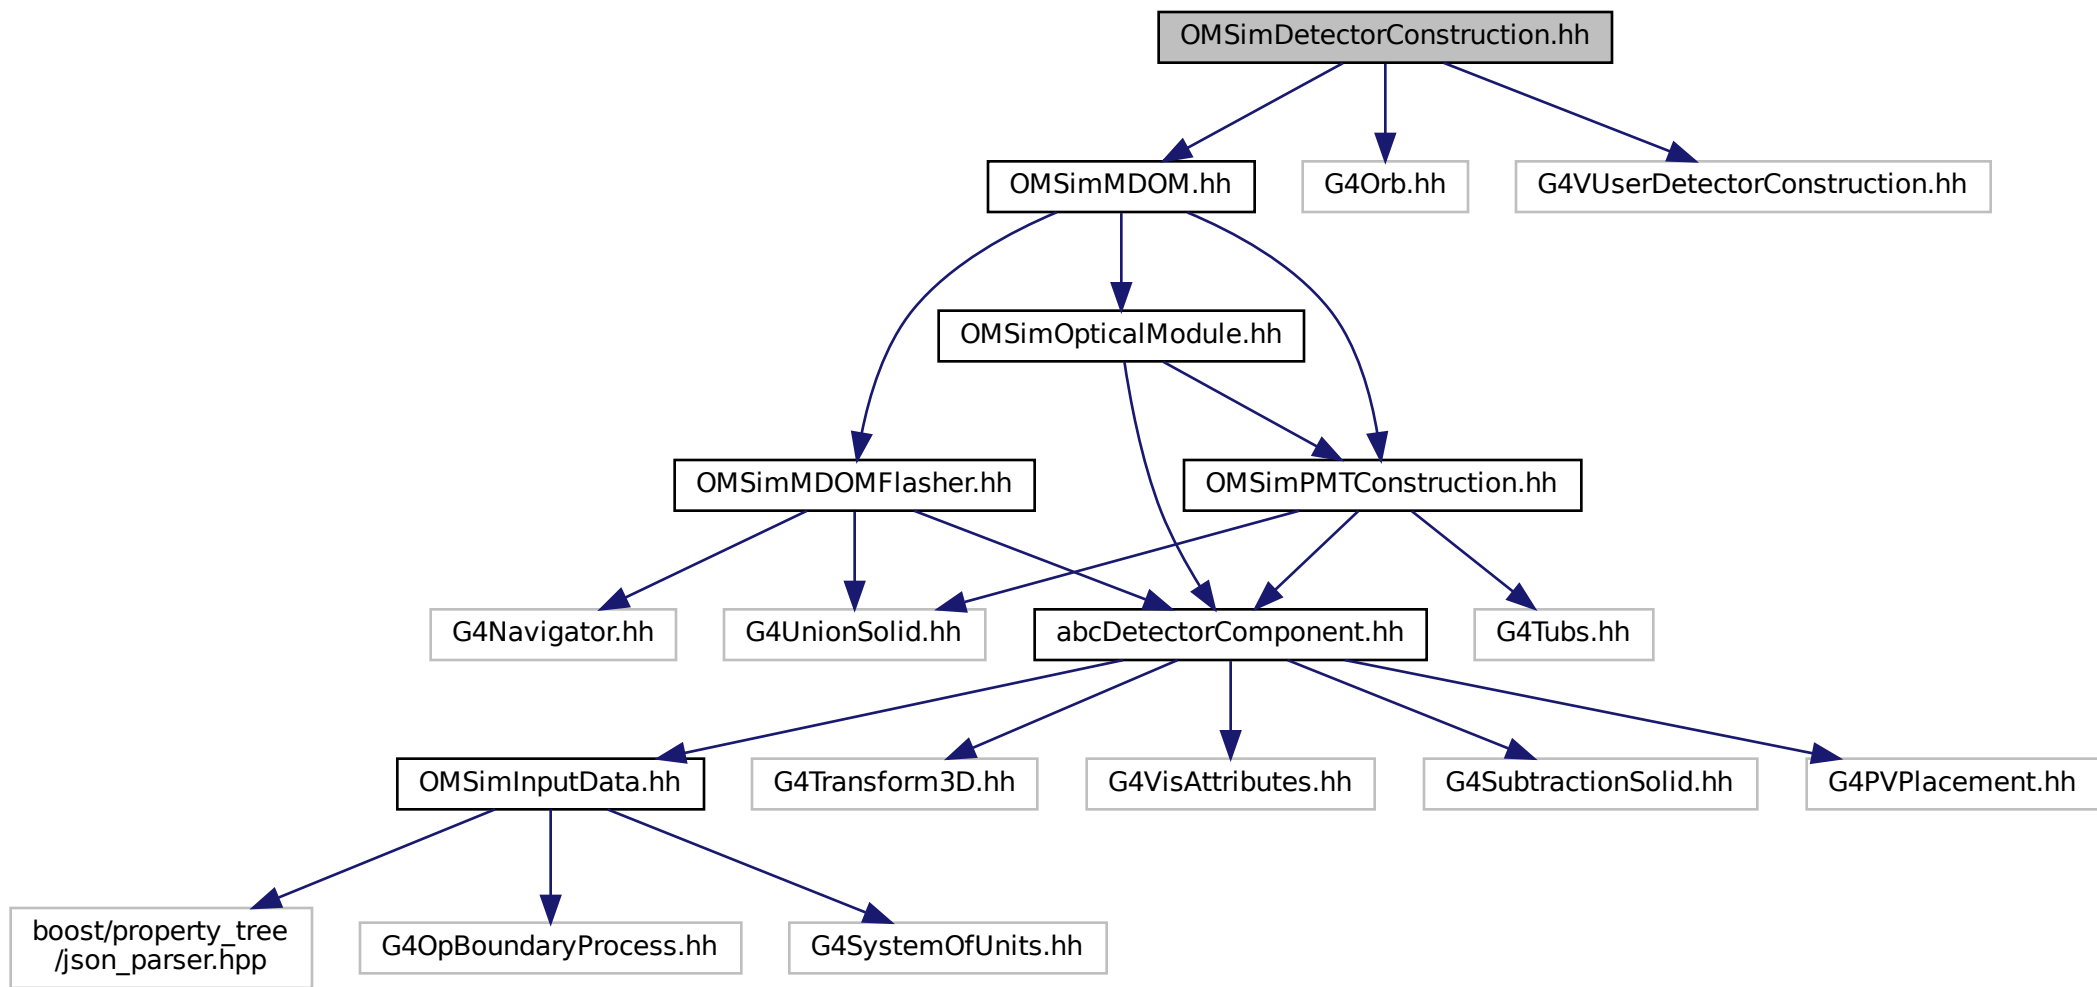 OMSimDetectorConstruction.hh
OMSimMDOM.hh
G4Orb.hh
G4VUserDetectorConstruction.hh
OMSimOpticalModule.hh
OMSimMDOMFlasher.hh
OMSimPMTConstruction.hh
G4Navigator.hh
G4UnionSolid.hh
abcDetectorComponent.hh
G4Tubs.hh
OMSimInputData.hh
G4Transform3D.hh
G4VisAttributes.hh
G4SubtractionSolid.hh
G4PVPlacement.hh
boost/property_tree
/json_parser.hpp
G4OpBoundaryProcess.hh
G4SystemOfUnits.hh